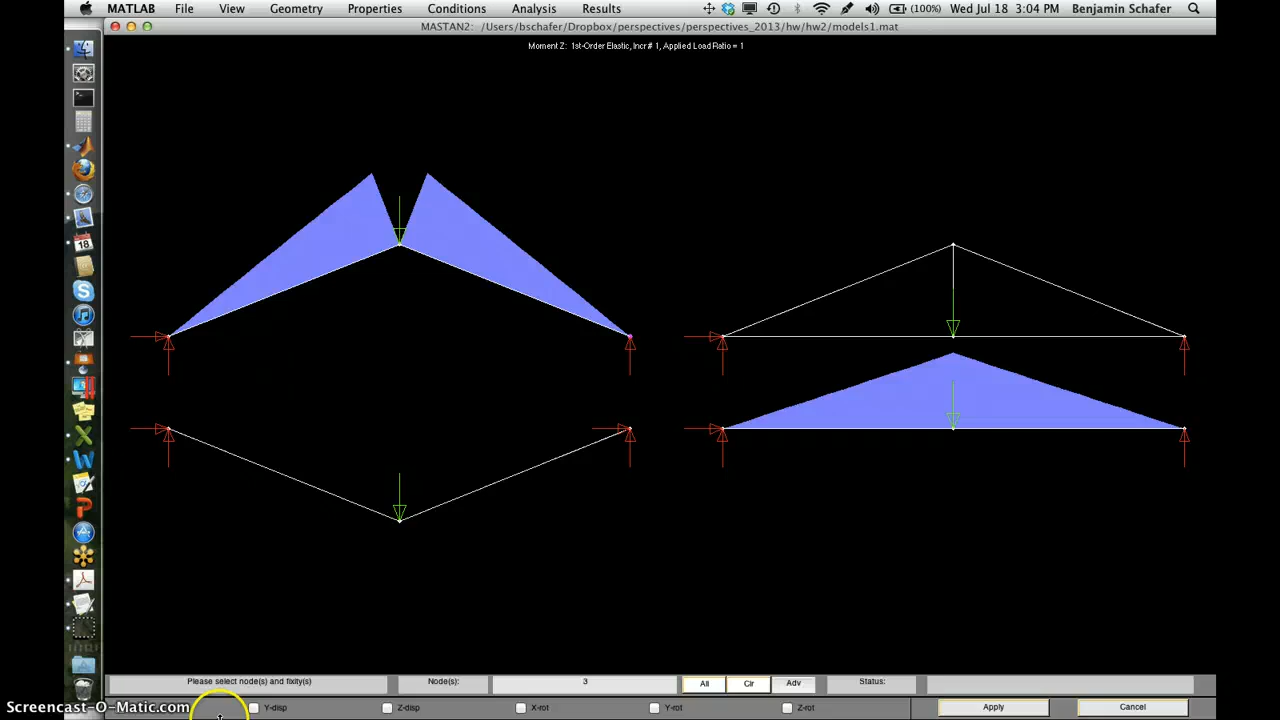 MATLAB File View Geometry Properties Conditions Analysis Results (100%) Wed Jul 18 3:04 PM Benjamin Schafer
MASTAN2: /Users/bschafer/Dropbox/perspectives/perspectives_2013/hw/hw2/models1.mat
Moment Z: 1st-Order Elastic, Incr# 1, Applied Load Ratio = 1
18
Please select node(s) and fixity(s) Node(s): 3 All Clr Adv Status:
Screencast-O-Matic.com Y-disp Z-disp X-rot Y-rot Z-rot Apply Cancel